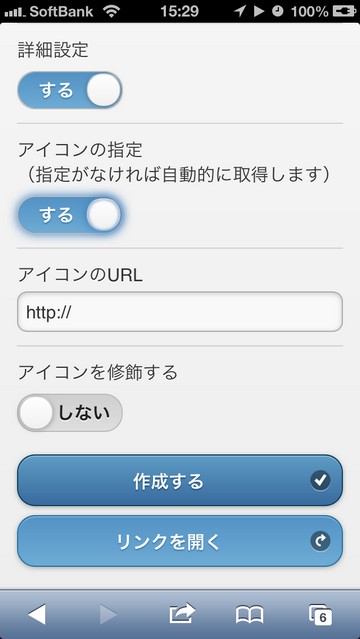 SoftBank 15:29 100%
詳細設定
する
アイコンの指定
（指定がなければ自動的に取得します）
する
アイコンのURL
http://
アイコンを修飾する
しない
作成する
リンクを開く
6